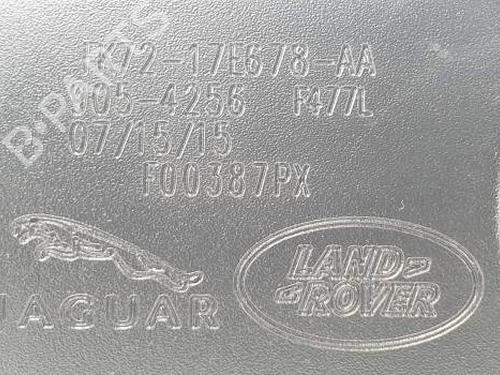 FK72-17E678-AA
905-4256 F477L
07/15/15
F00387PX
JAGUAR
LAND
ROVER
B-PARTS